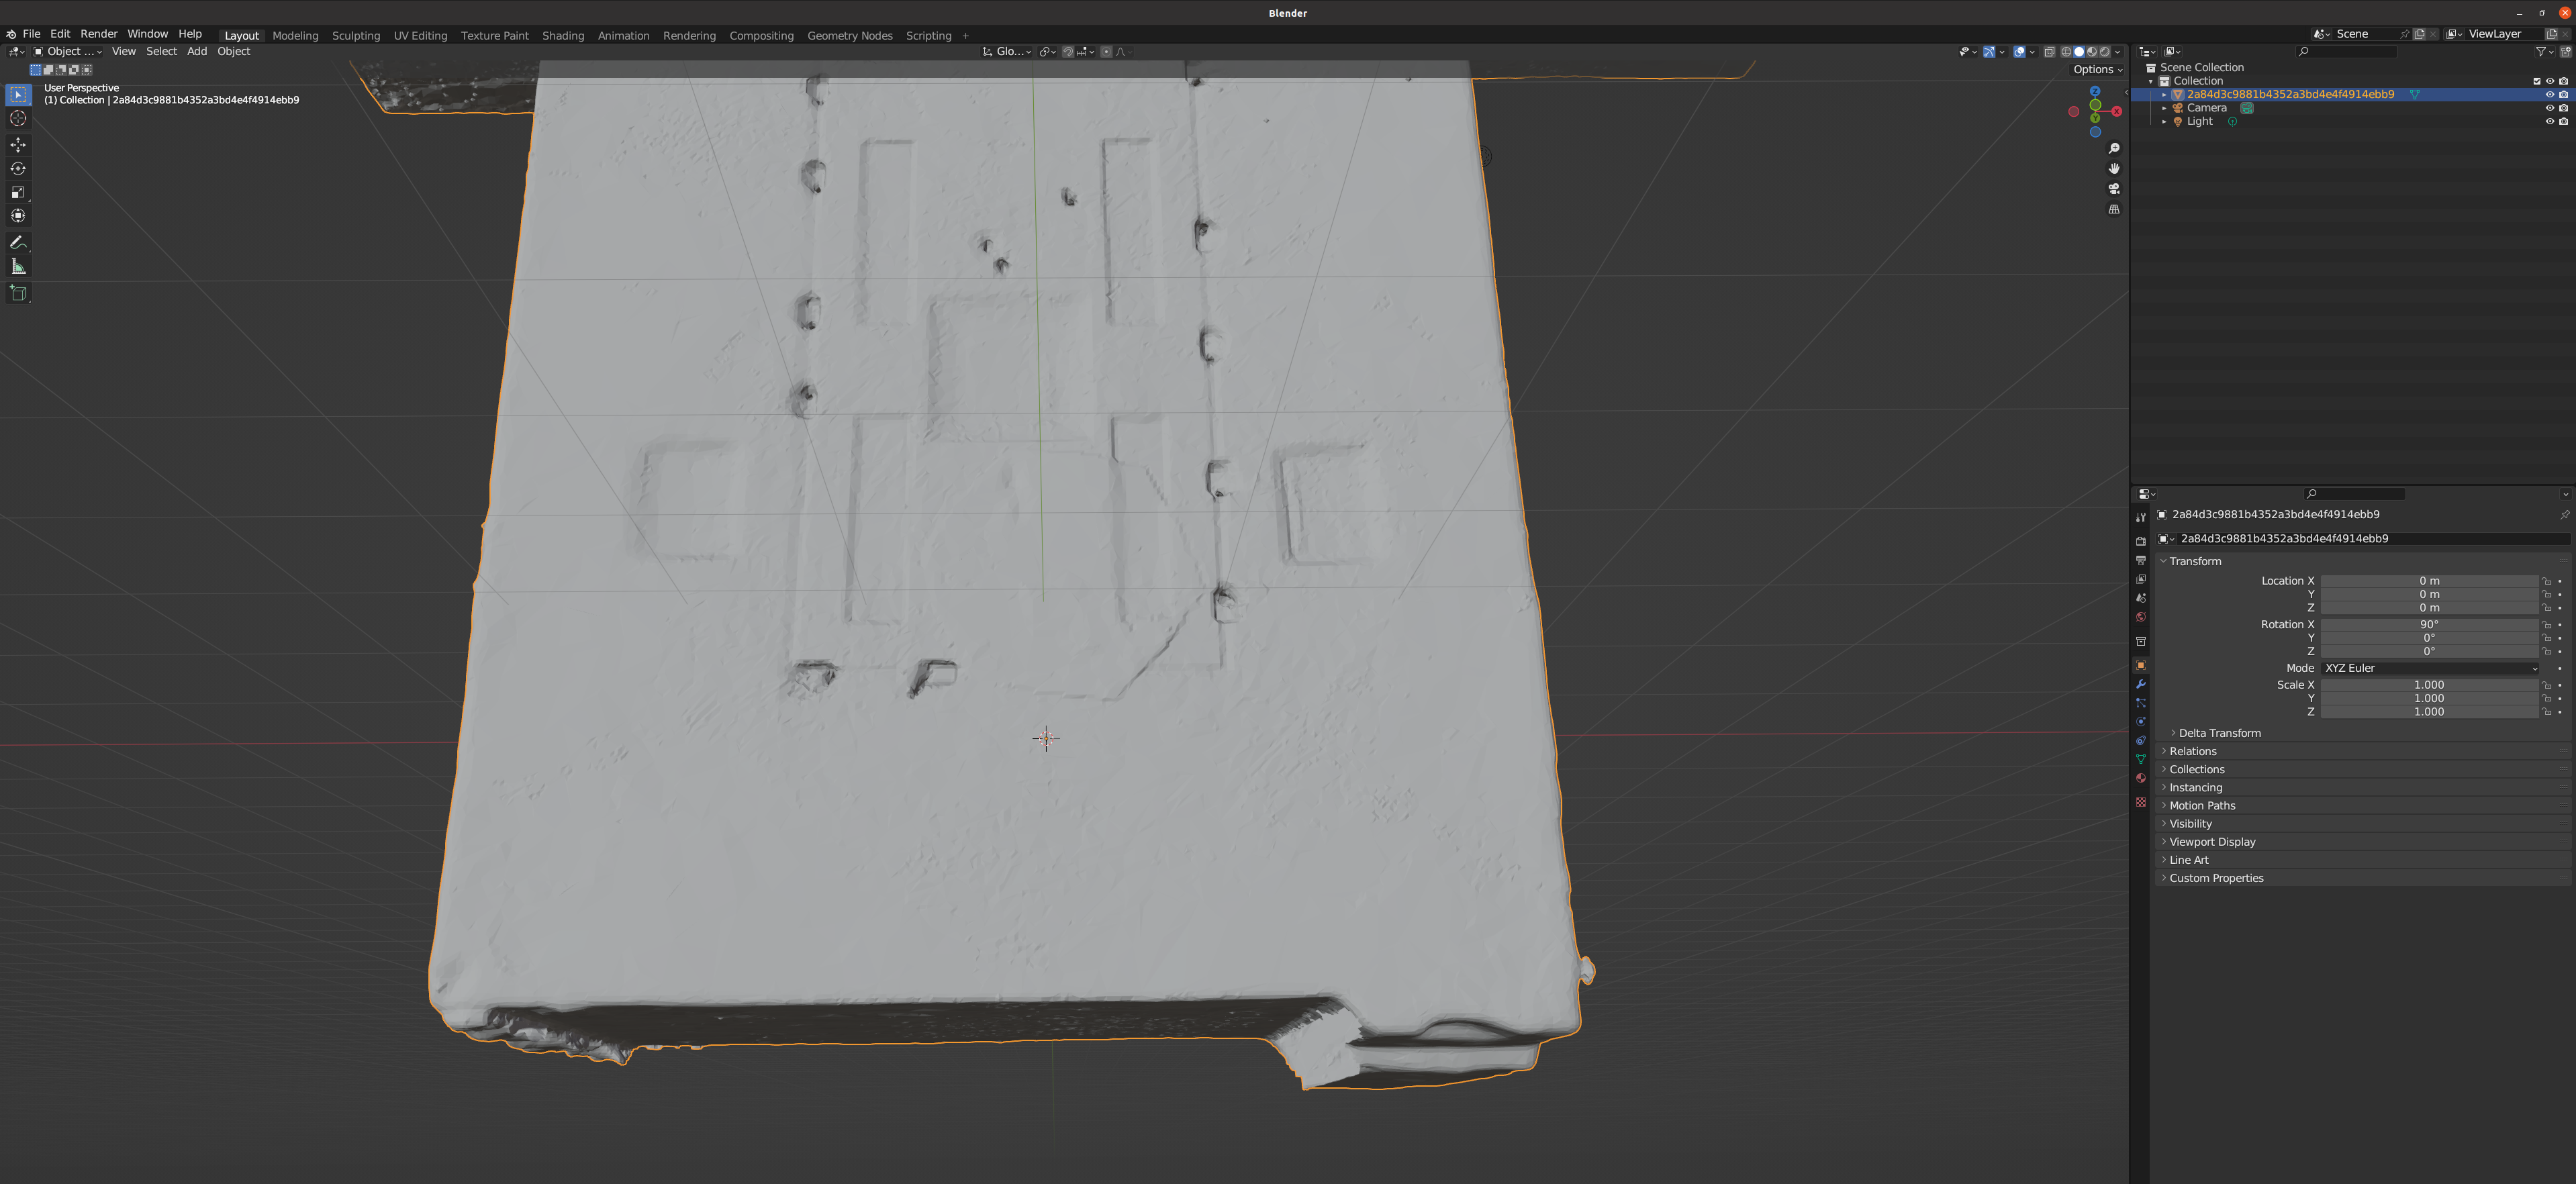 Blender
File Edit Render Window Help Layout Modeling Sculpting UV Editing Texture Paint Shading Animation Rendering Compositing Geometry Nodes Scripting + Scene ViewLayer
Object ... View Select Add Object Glo...
Options
User Perspective
(1) Collection | 2a84d3c9881b4352a3bd4e4f4914ebb9
Z
X
Y
Scene Collection
Collection
2a84d3c9881b4352a3bd4e4f4914ebb9
Camera
Light
2a84d3c9881b4352a3bd4e4f4914ebb9
2a84d3c9881b4352a3bd4e4f4914ebb9
Transform
Location X 0 m
Y 0 m
Z 0 m
Rotation X 90°
Y 0°
Z 0°
Mode XYZ Euler
Scale X 1.000
Y 1.000
Z 1.000
Delta Transform
Relations
Collections
Instancing
Motion Paths
Visibility
Viewport Display
Line Art
Custom Properties